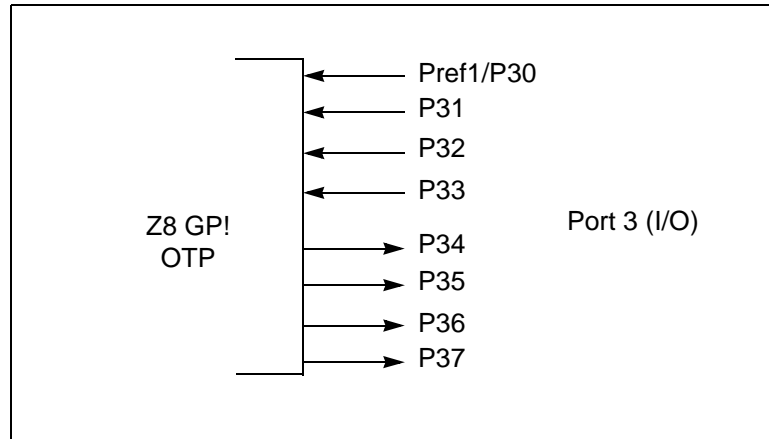 Pref1/P30
P31
P32
P33
Z8 GP!
OTP
Port 3 (I/O)
P34
P35
P36
P37